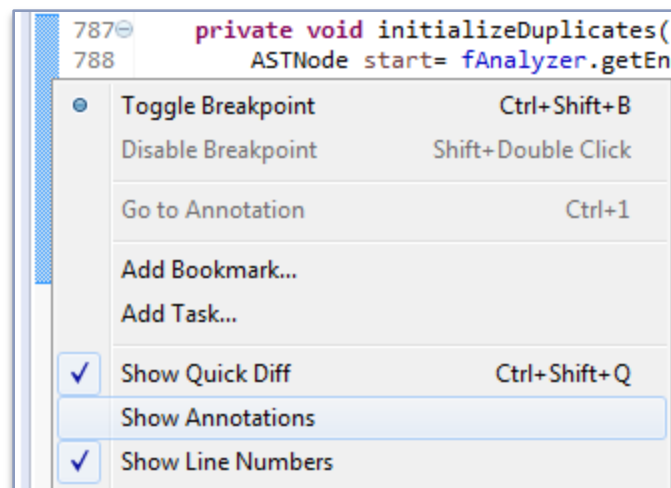 787 private void initializeDuplicates(
788 ASTNode start= fAnalyzer.getEn
Toggle Breakpoint Ctrl+Shift+B
Disable Breakpoint Shift+Double Click
Go to Annotation Ctrl+1
Add Bookmark...
Add Task...
Show Quick Diff Ctrl+Shift+Q
Show Annotations
Show Line Numbers